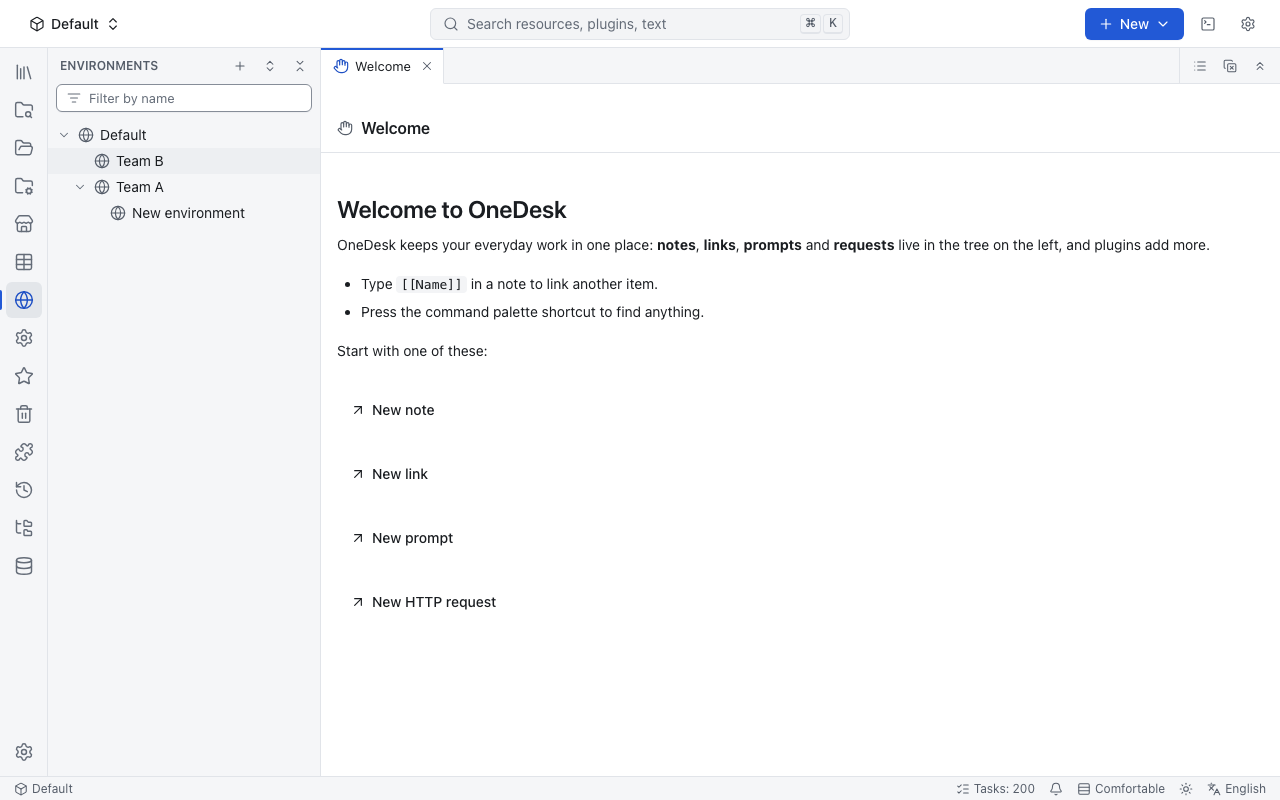 Default
Search resources, plugins, text
⌘ K
New
ENVIRONMENTS
Filter by name
Default
Team B
Team A
New environment
Welcome
Welcome
Welcome to OneDesk
OneDesk keeps your everyday work in one place: notes, links, prompts and requests live in the tree on the left, and plugins add more.
Type [[Name]] in a note to link another item.
Press the command palette shortcut to find anything.
Start with one of these:
New note
New link
New prompt
New HTTP request
Default
Tasks: 200
Comfortable
English